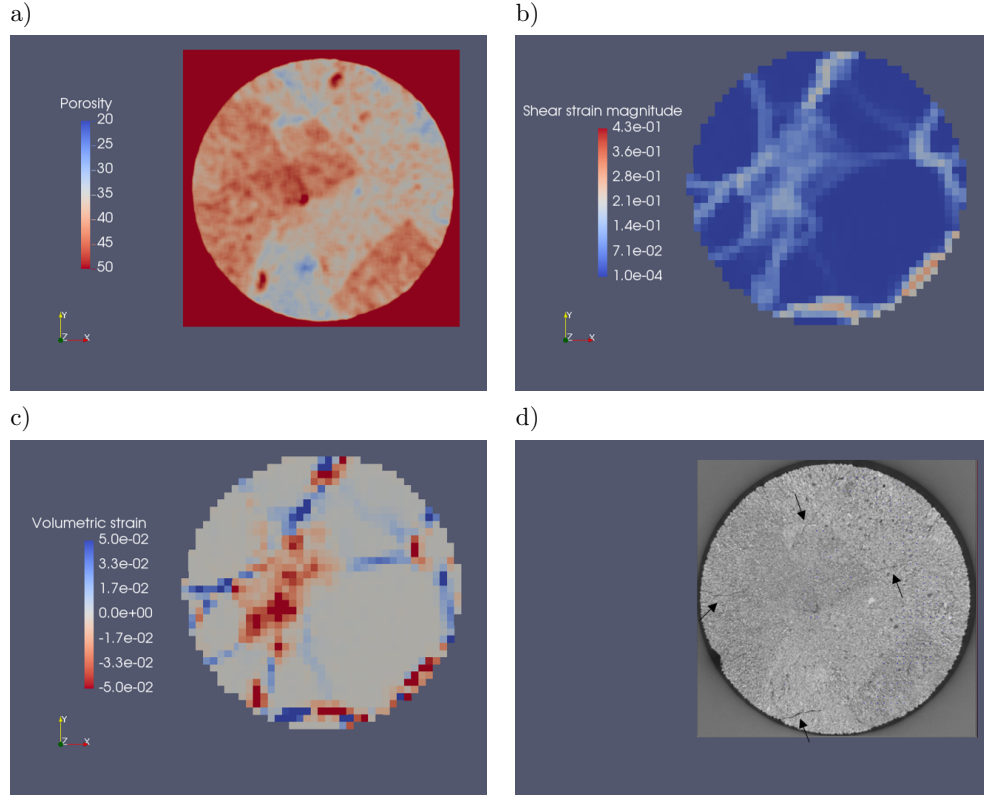 a)
Porosity
20
25
30
35
40
45
50
Y
Z
X
b)
Shear strain magnitude
4.3e-01
3.6e-01
2.8e-01
2.1e-01
1.4e-01
7.1e-02
1.0e-04
Y
Z
X
c)
Volumetric strain
5.0e-02
3.3e-02
1.7e-02
0.0e+00
-1.7e-02
-3.3e-02
-5.0e-02
Y
Z
X
d)